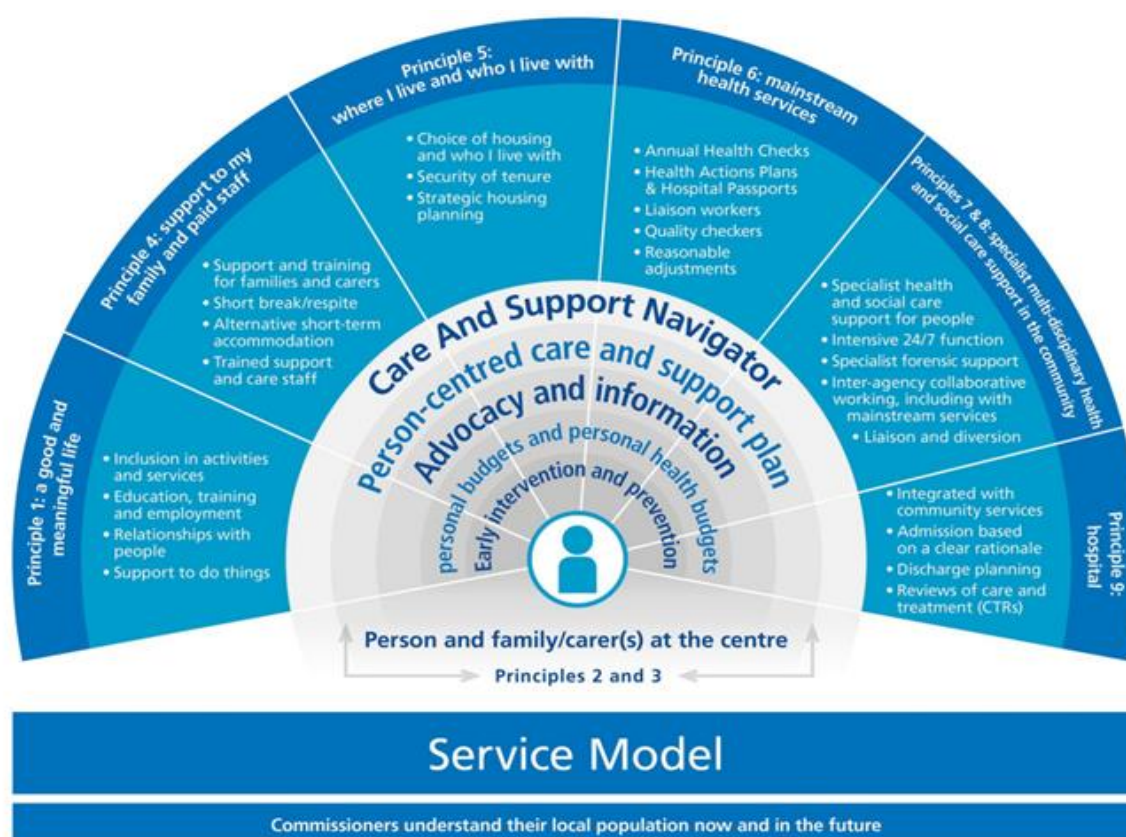 Principle 1: a good and
meaningful life
• Inclusion in activities
and services
• Education, training
and employment
• Relationships with
people
• Support to do things
Principle 4: support to my
family and paid staff
• Support and training
for families and carers
• Short break/respite
• Alternative short-term
accommodation
• Trained support
and care staff
Principle 5:
where I live and who I live with
• Choice of housing
and who I live with
• Security of tenure
• Strategic housing
planning
Principle 6: mainstream
health services
• Annual Health Checks
• Health Actions Plans
& Hospital Passports
• Liaison workers
• Quality checkers
• Reasonable
adjustments
Principles 7 & 8: specialist multi-disciplinary health
and social care support in the community
• Specialist health
and social care
support for people
• Intensive 24/7 function
• Specialist forensic support
• Inter-agency collaborative
working, including with
mainstream services
• Liaison and diversion
Principle 9:
hospital
• Integrated with
community services
• Admission based
on a clear rationale
• Discharge planning
• Reviews of care and
treatment (CTRs)
Care And Support Navigator
Person-centred care and support plan
Advocacy and information
personal budgets and personal health budgets
Early intervention and prevention
Person and family/carer(s) at the centre
Principles 2 and 3
Service Model
Commissioners understand their local population now and in the future